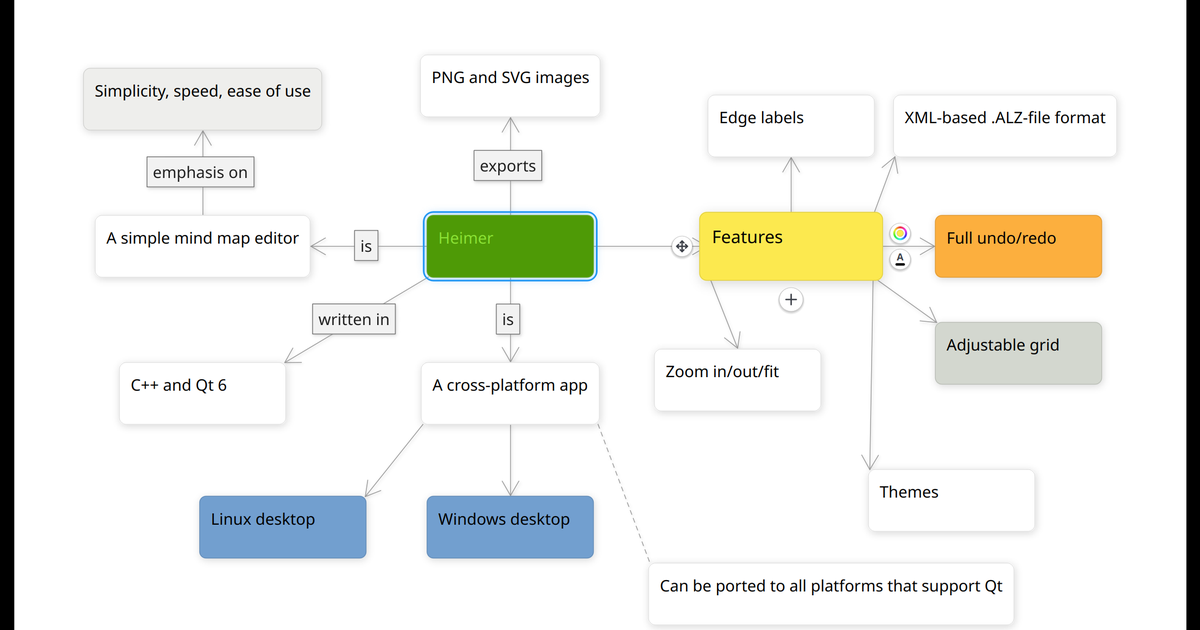 PNG and SVG images
Simplicity, speed, ease of use
Edge labels
XML-based .ALZ-file format
emphasis on
exports
A simple mind map editor
is
Heimer
Features
A
Full undo/redo
written in
is
Adjustable grid
C++ and Qt 6
A cross-platform app
Zoom in/out/fit
Themes
Linux desktop
Windows desktop
Can be ported to all platforms that support Qt